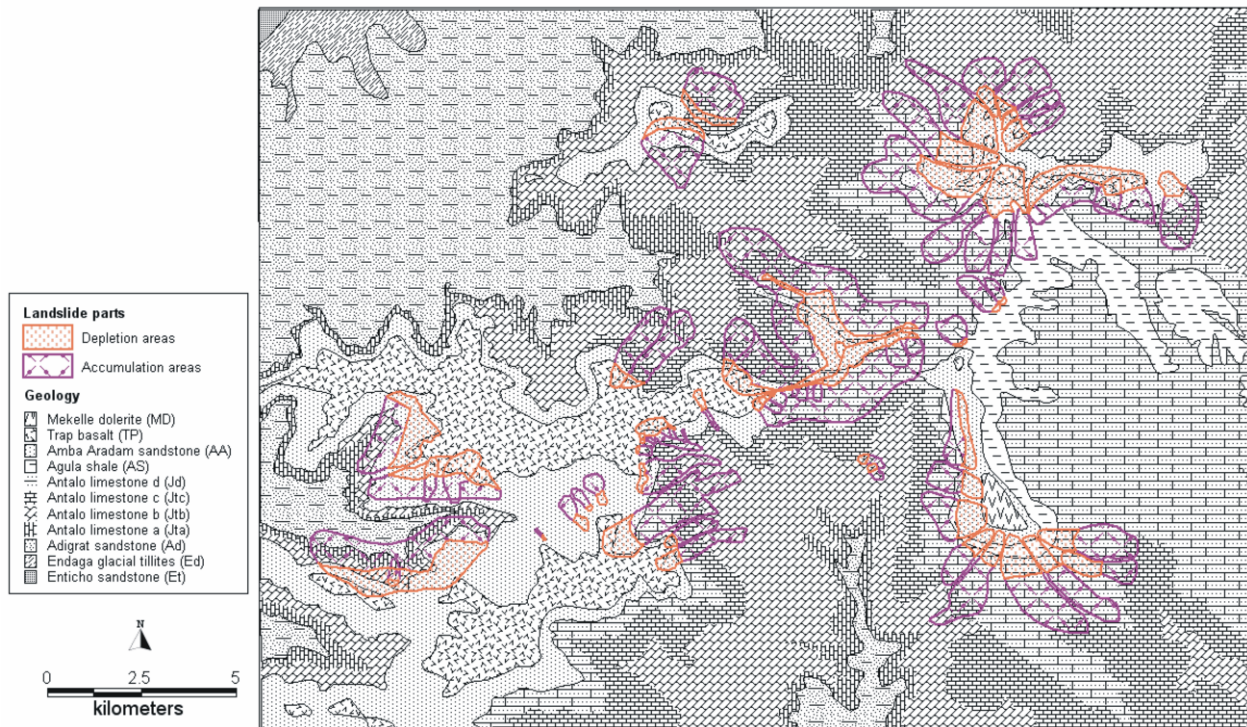 Landslide parts
Depletion areas
Accumulation areas
Geology
Mekelle dolerite (MD)
Trap basalt (TP)
Amba Aradam sandstone (AA)
Agula shale (AS)
Antalo limestone d (Jd)
Antalo limestone c (Jtc)
Antalo limestone b (Jtb)
Antalo limestone a (Jta)
Adigrat sandstone (Ad)
Endaga glacial tillites (Ed)
Enticho sandstone (Et)
N
0 2.5 5
kilometers